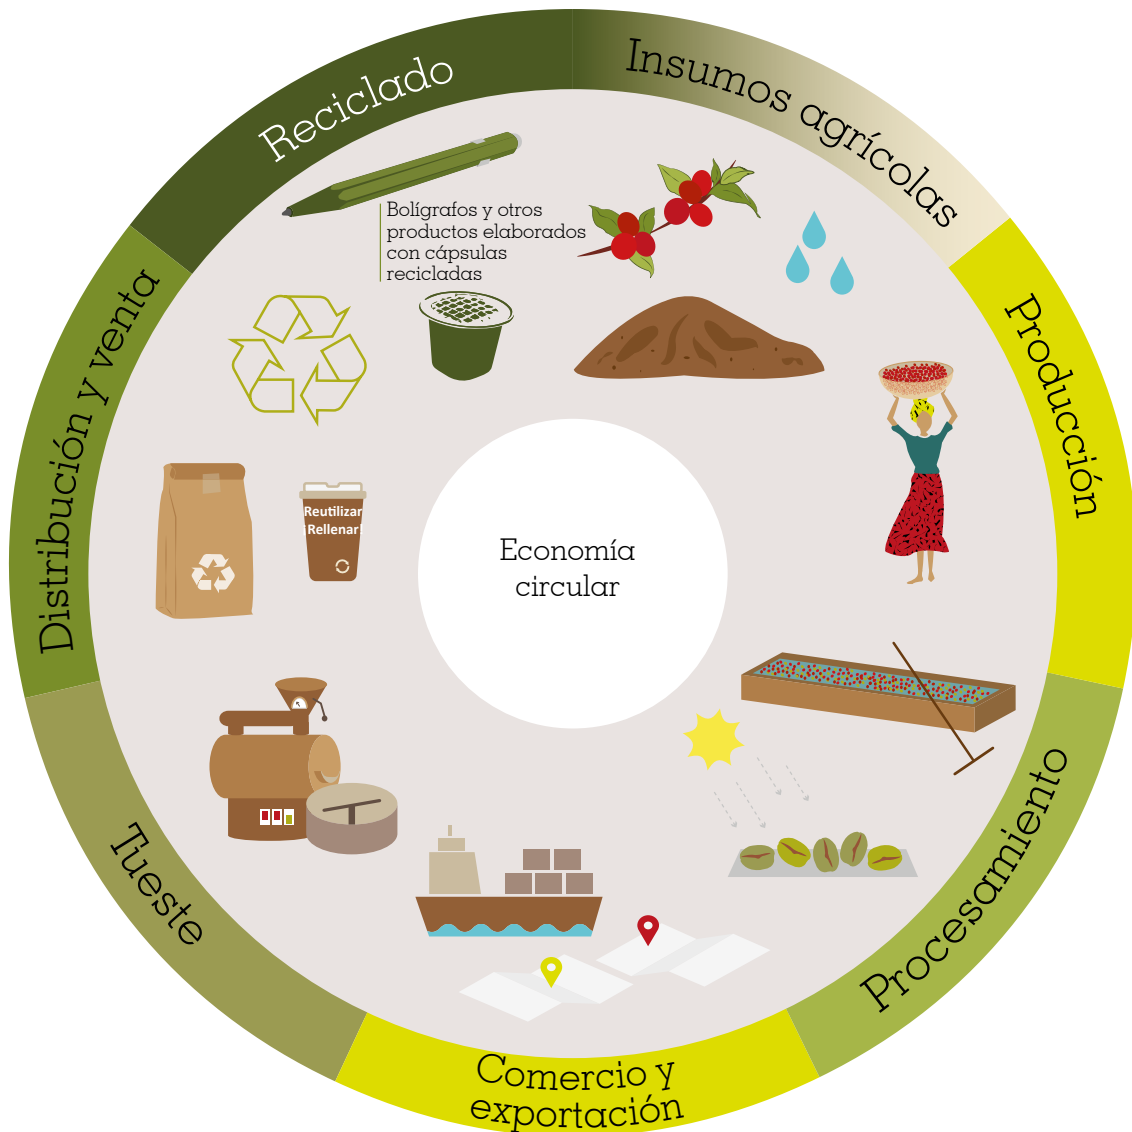 Reciclado
Insumos agrícolas
Producción
Procesamiento
Comercio y
exportación
Tueste
Distribución y venta
Bolígrafos y otros
productos elaborados
con cápsulas
recicladas
Reutilizar
¡Rellenar!
Economía
circular